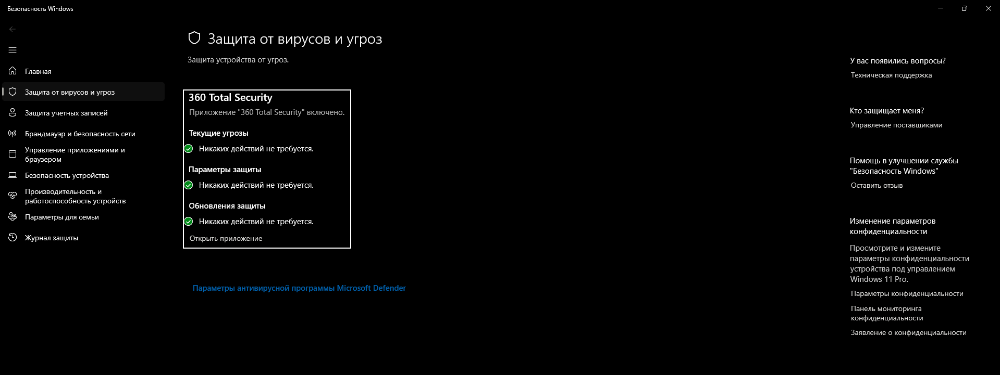 Безопасность Windows
Главная
Защита от вирусов и угроз
Защита учетных записей
Брандмауэр и безопасность сети
Управление приложениями и
браузером
Безопасность устройства
Производительность и
работоспособность устройств
Параметры для семьи
Журнал защиты
Защита от вирусов и угроз
Защита устройства от угроз.
360 Total Security
Приложение "360 Total Security" включено.
Текущие угрозы
Никаких действий не требуется.
Параметры защиты
Никаких действий не требуется.
Обновления защиты
Никаких действий не требуется.
Открыть приложение
Параметры антивирусной программы Microsoft Defender
У вас появились вопросы?
Техническая поддержка
Кто защищает меня?
Управление поставщиками
Помощь в улучшении службы
"Безопасность Windows"
Оставить отзыв
Изменение параметров
конфиденциальности
Просмотрите и измените
параметры конфиденциальности
устройства под управлением
Windows 11 Pro.
Параметры конфиденциальности
Панель мониторинга
конфиденциальности
Заявление о конфиденциальности